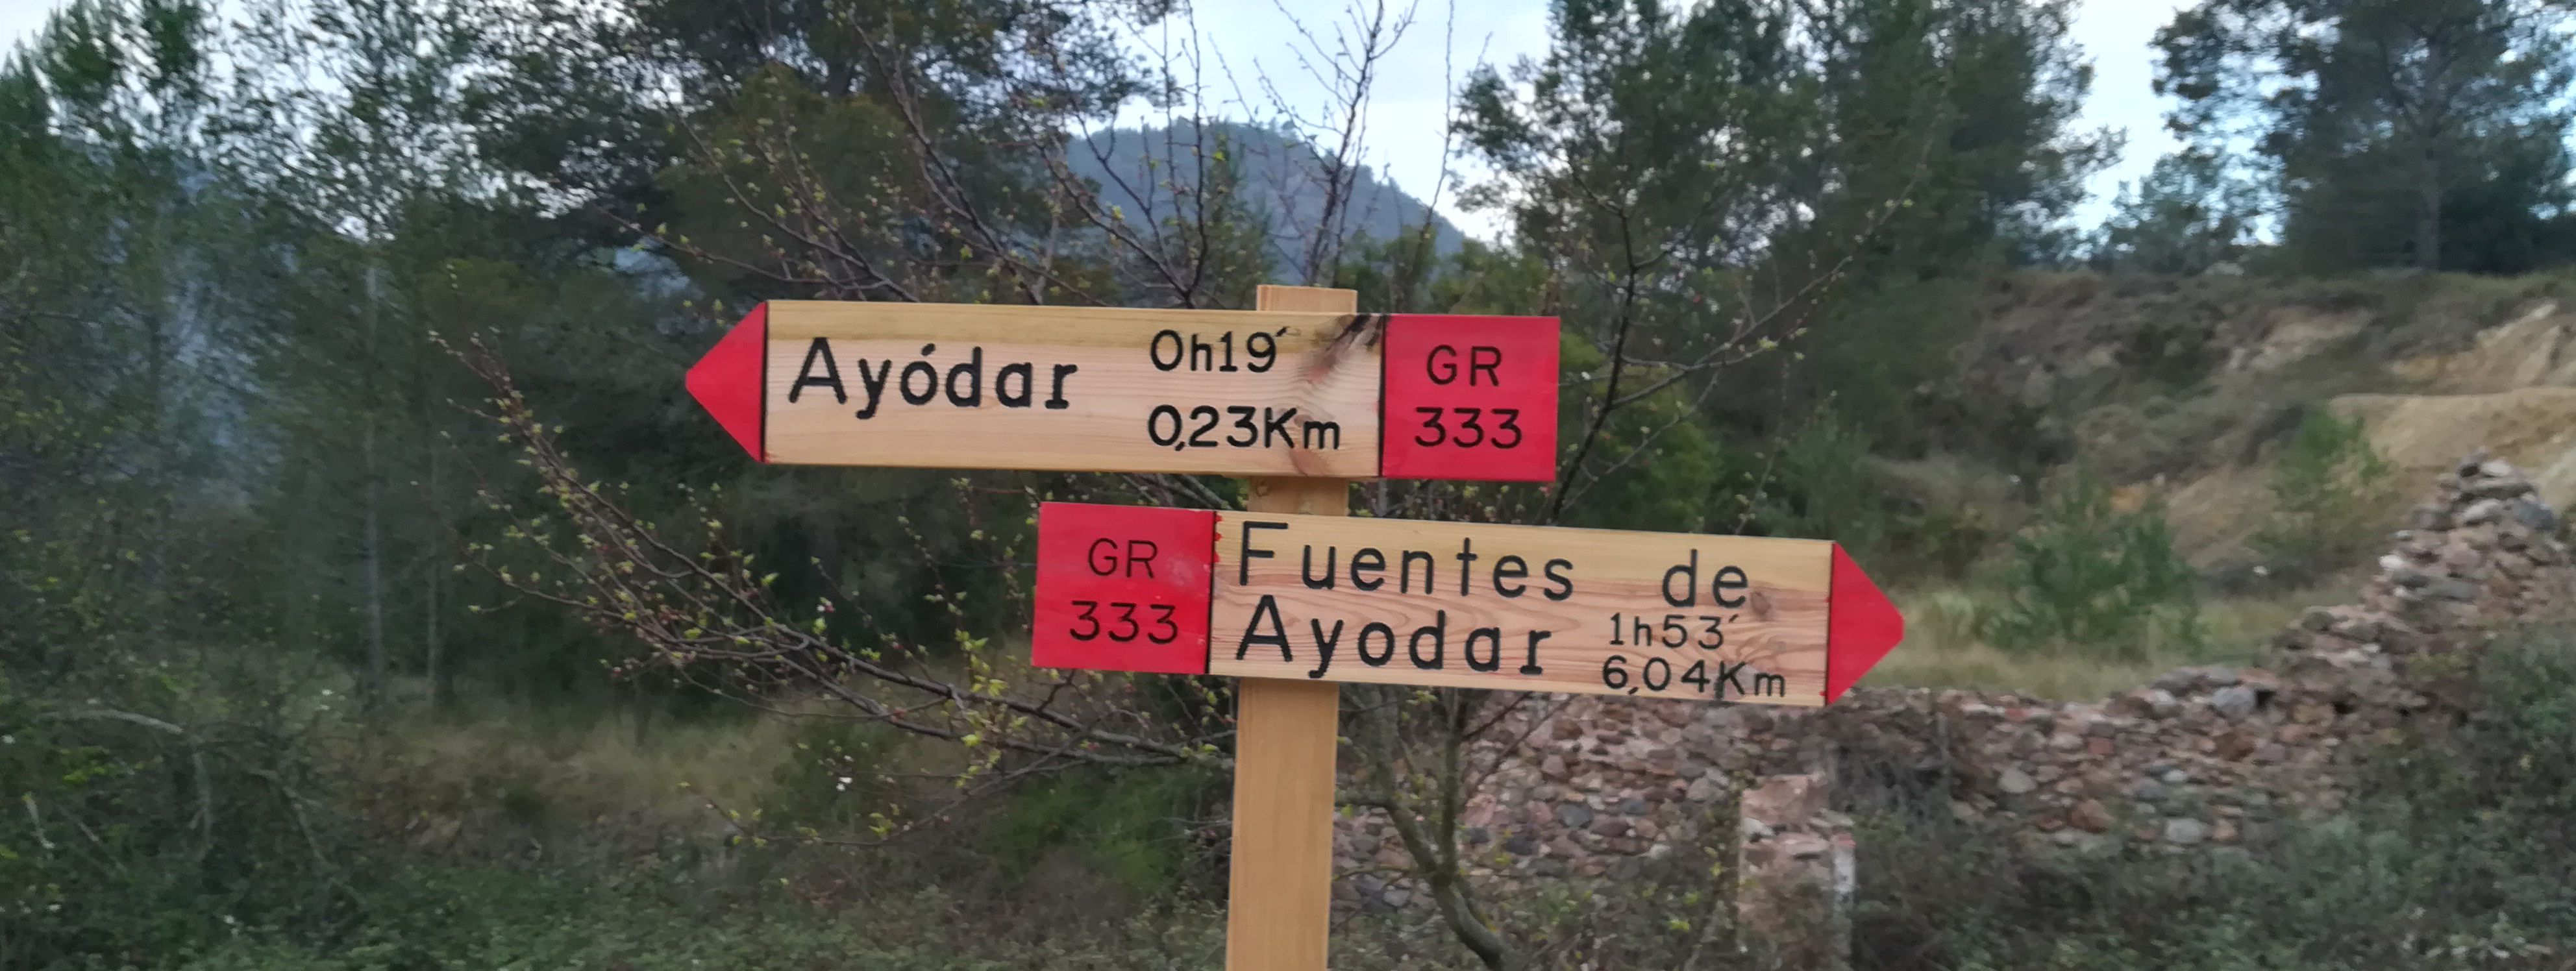 Ayódar
0h19´
0,23Km
GR
333
GR
333
Fuentes de
Ayodar
1h53´
6,04Km